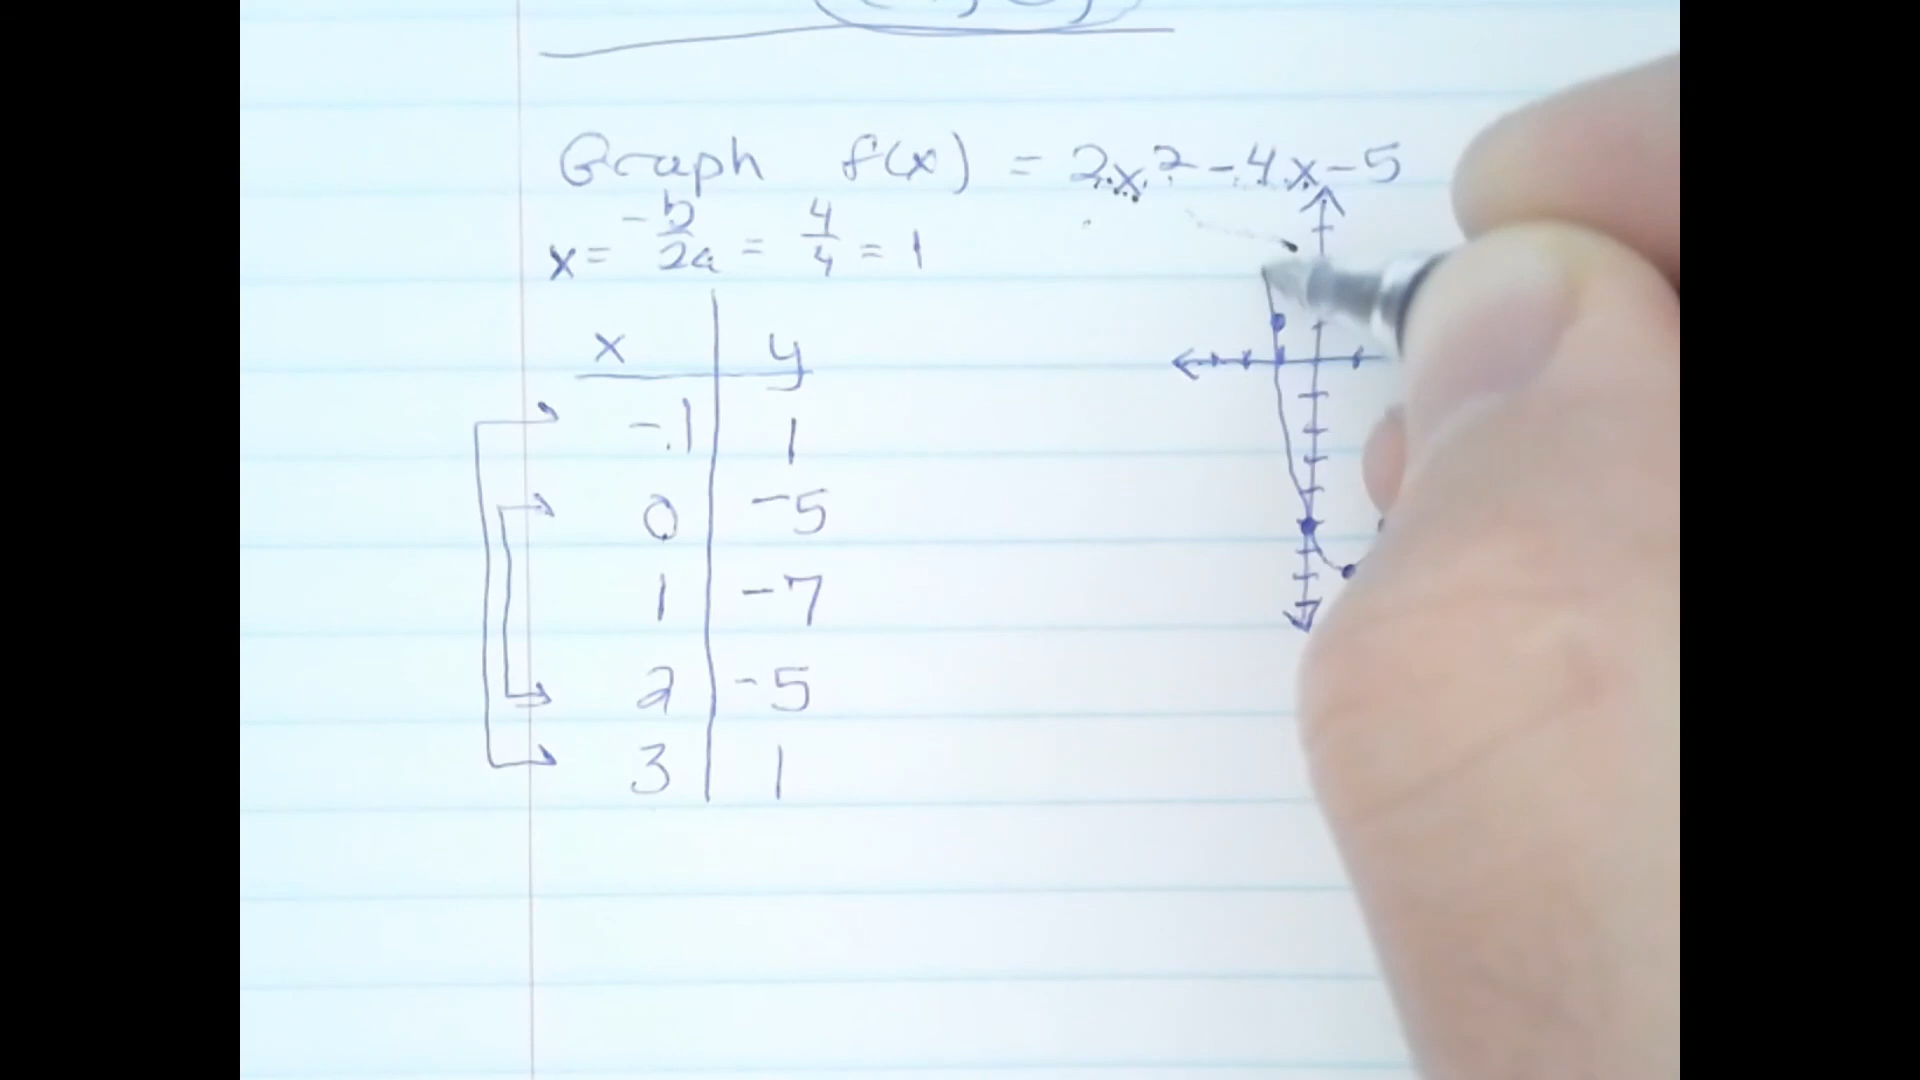 Graph f(x) = 2x² - 4x - 5
x = -b/2a = 4/4 = 1
x y
-1 1
0 -5
1 -7
2 -5
3 1